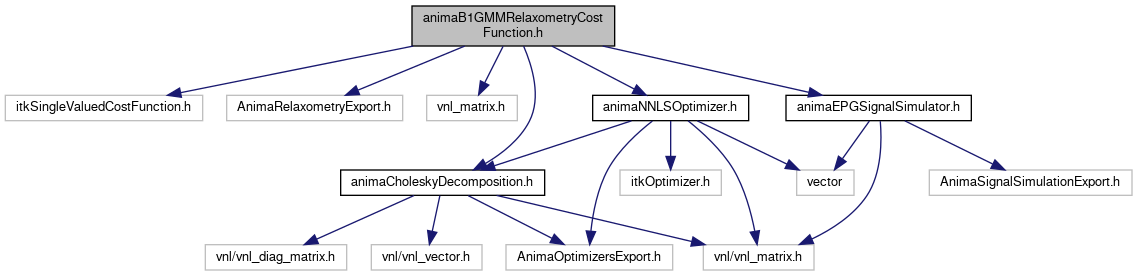 animaB1GMMRelaxometryCost
Function.h
itkSingleValuedCostFunction.h
AnimaRelaxometryExport.h
vnl_matrix.h
animaNNLSOptimizer.h
animaEPGSignalSimulator.h
animaCholeskyDecomposition.h
itkOptimizer.h
vector
AnimaSignalSimulationExport.h
vnl/vnl_diag_matrix.h
vnl/vnl_vector.h
AnimaOptimizersExport.h
vnl/vnl_matrix.h